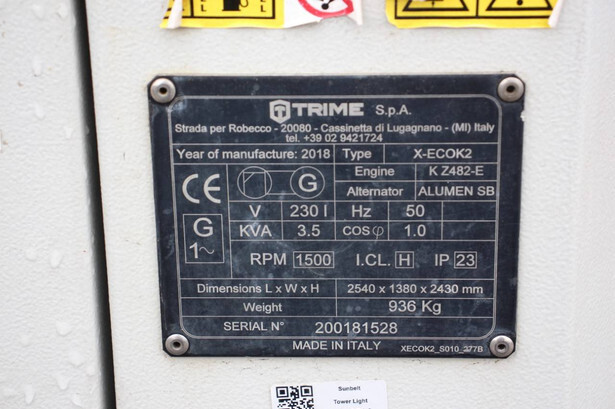 TRIME S.p.A.
Strada per Robecco - 20080 - Cassinetta di Lugagnano - (MI) Italy
tel. +39 02 9421724
Year of manufacture: 2018 Type X-ECOK2
Engine K Z482-E
Alternator ALUMEN SB
CE G
V 230 I Hz 50
G
1~
KVA 3.5 cosφ 1.0
RPM 1500 I.CL. H IP 23
Dimensions L x W x H 2540 x 1380 x 2430 mm
Weight 936 Kg
SERIAL N° 200181528
MADE IN ITALY XECOK2_S010_377B
Sunbelt
Tower Light